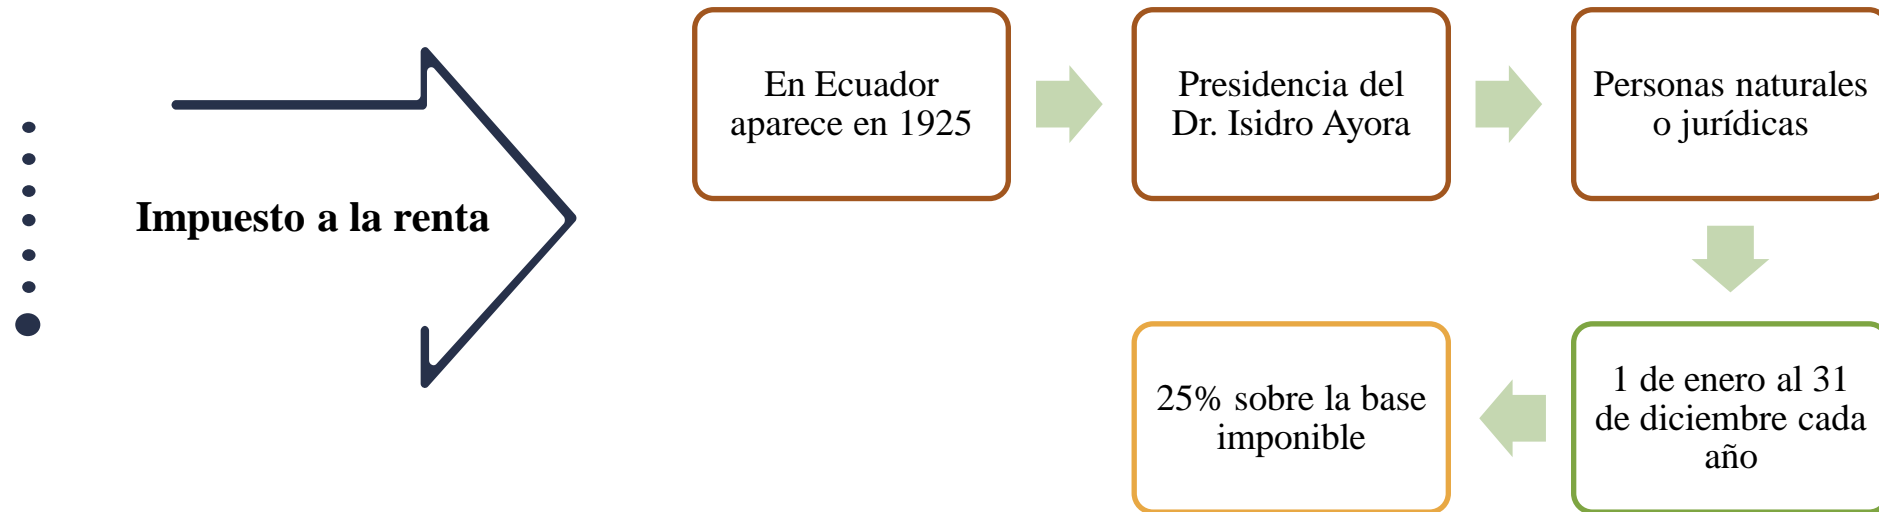 Impuesto a la renta
En Ecuador
aparece en 1925
Presidencia del
Dr. Isidro Ayora
Personas naturales
o jurídicas
1 de enero al 31
de diciembre cada
año
25% sobre la base
imponible